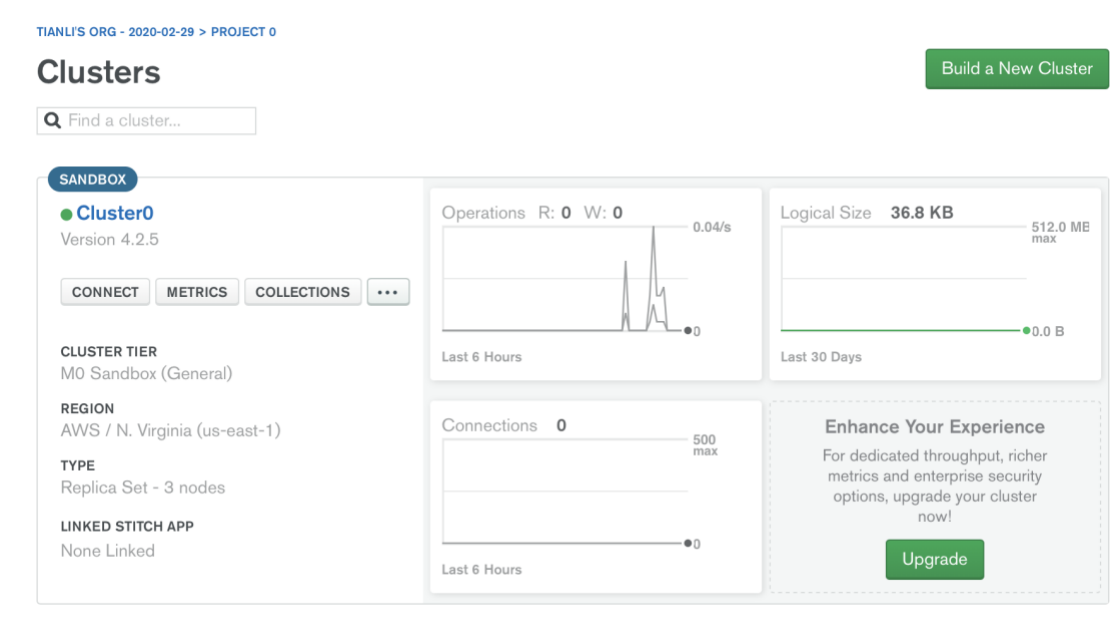 TIANLI'S ORG - 2020-02-29 > PROJECT 0
Clusters
Build a New Cluster
Find a cluster...
SANDBOX
Cluster0
Version 4.2.5
CONNECT
METRICS
COLLECTIONS
...
CLUSTER TIER
M0 Sandbox (General)
REGION
AWS / N. Virginia (us-east-1)
TYPE
Replica Set - 3 nodes
LINKED STITCH APP
None Linked
Operations R: 0 W: 0
0.04/s
0
Last 6 Hours
Logical Size 36.8 KB
512.0 MB
max
0.0 B
Last 30 Days
Connections 0
500
max
0
Last 6 Hours
Enhance Your Experience
For dedicated throughput, richer
metrics and enterprise security
options, upgrade your cluster
now!
Upgrade